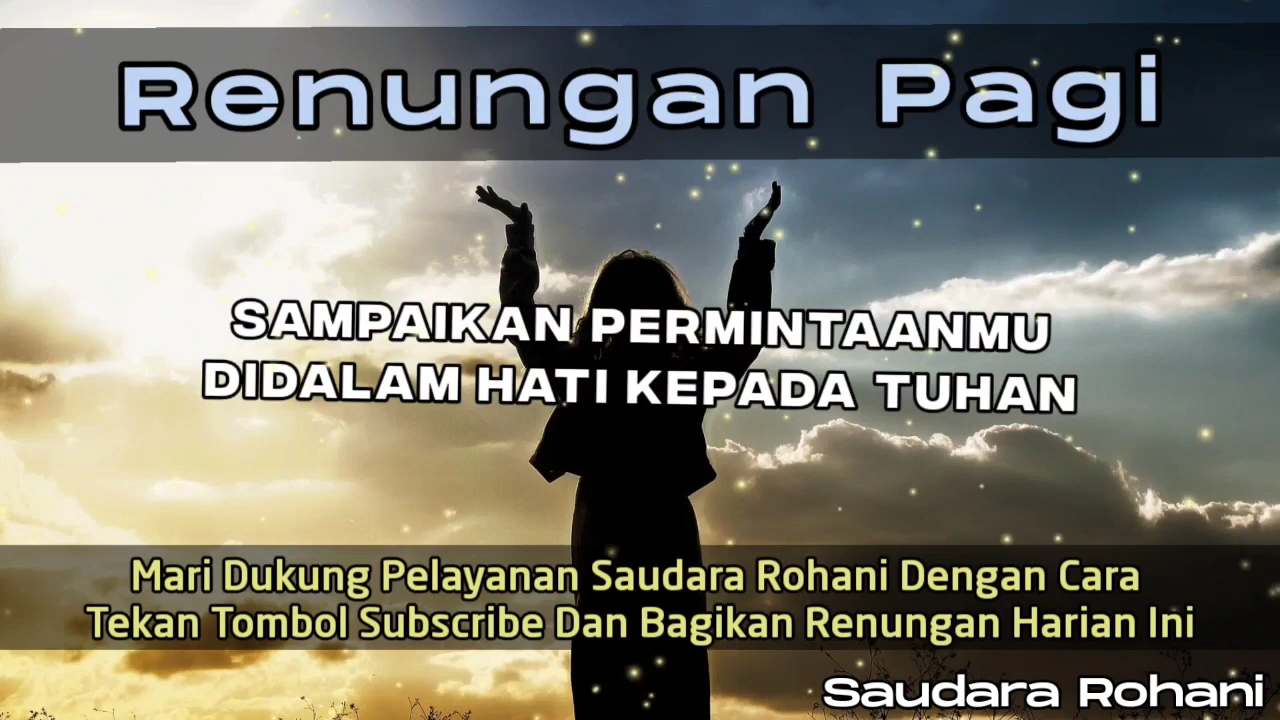 Renungan Pagi
SAMPAIKAN PERMINTAANMU
DIDALAM HATI KEPADA TUHAN
Mari Dukung Pelayanan Saudara Rohani Dengan Cara
Tekan Tombol Subscribe Dan Bagikan Renungan Harian Ini
Saudara Rohani